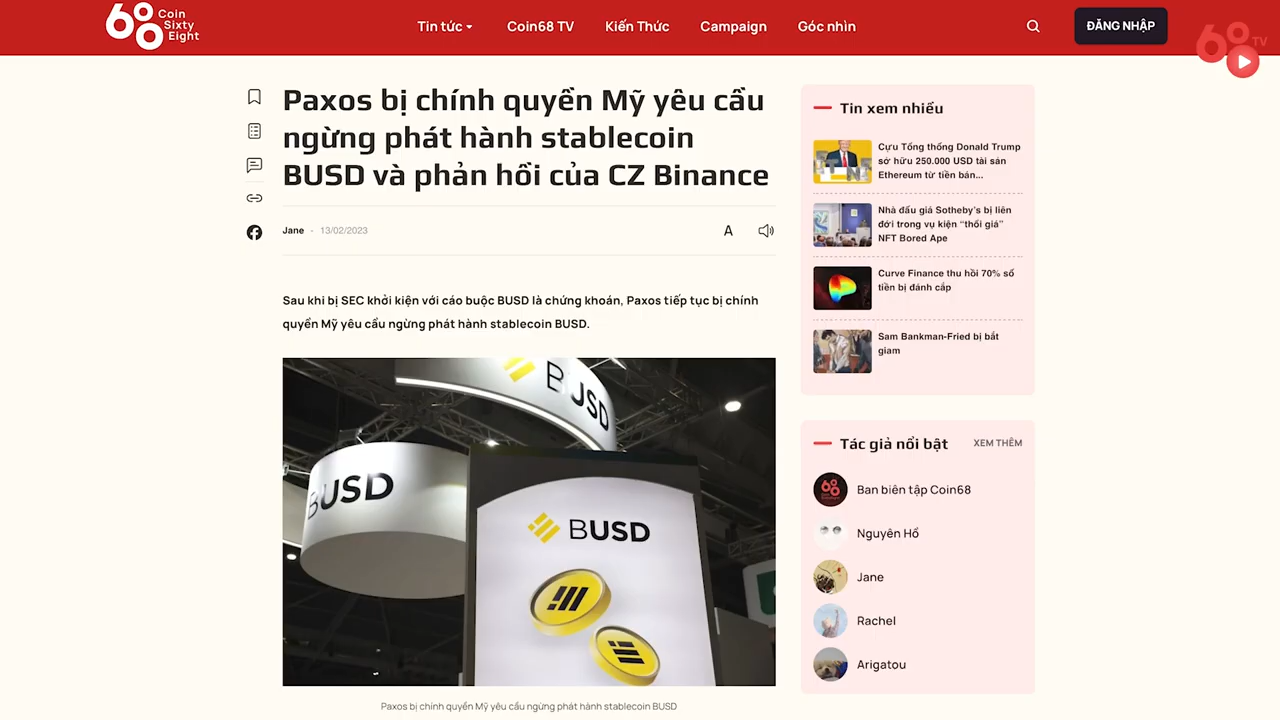 68 Coin
Sixty
Eight
Tin tức
Coin68 TV
Kiến Thức
Campaign
Góc nhìn
ĐĂNG NHẬP
68 TV
Paxos bị chính quyền Mỹ yêu cầu
ngừng phát hành stablecoin
BUSD và phản hồi của CZ Binance
Jane - 13/02/2023
A
Sau khi bị SEC khởi kiện với cáo buộc BUSD là chứng khoán, Paxos tiếp tục bị chính
quyền Mỹ yêu cầu ngừng phát hành stablecoin BUSD.
BUSD
BUSD
BUSD
Paxos bị chính quyền Mỹ yêu cầu ngừng phát hành stablecoin BUSD
Tin xem nhiều
Cựu Tổng thống Donald Trump
sở hữu 250.000 USD tài sản
Ethereum từ tiền bán...
Nhà đấu giá Sotheby's bị liên
đới trong vụ kiện “thổi giá”
NFT Bored Ape
Curve Finance thu hồi 70% số
tiền bị đánh cắp
Sam Bankman-Fried bị bắt
giam
Tác giả nổi bật
XEM THÊM
Ban biên tập Coin68
Nguyên Hồ
Jane
Rachel
Arigatou